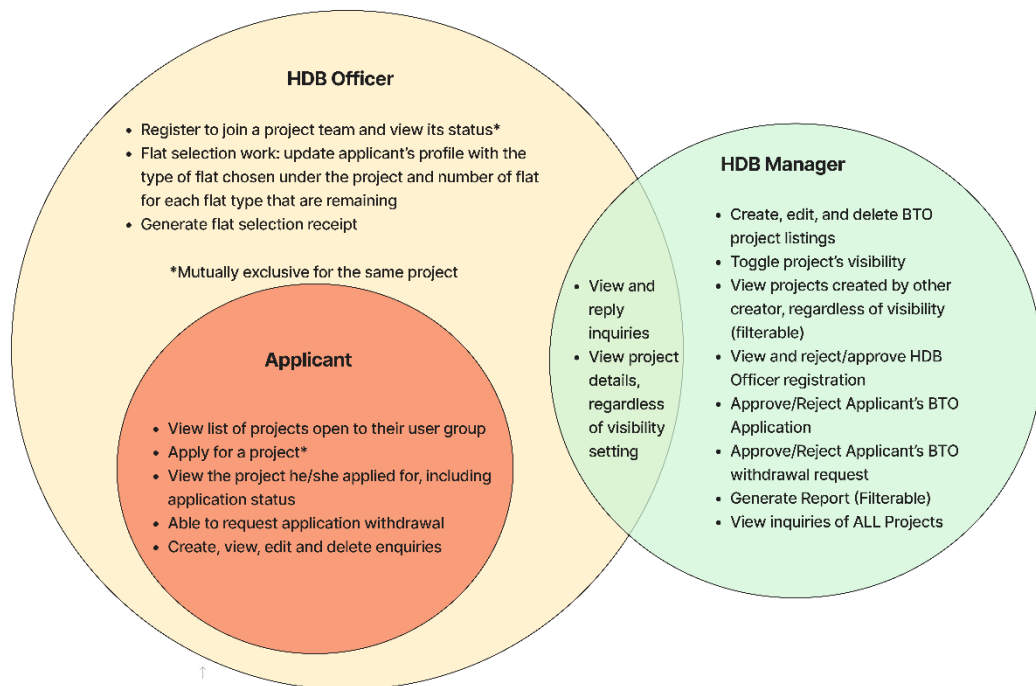 HDB Officer
• Register to join a project team and view its status*
• Flat selection work: update applicant's profile with the
type of flat chosen under the project and number of flat
for each flat type that are remaining
• Generate flat selection receipt
*Mutually exclusive for the same project
Applicant
• View list of projects open to their user group
• Apply for a project*
• View the project he/she applied for, including
application status
• Able to request application withdrawal
• Create, view, edit and delete enquiries
• View and
reply
inquiries
• View project
details,
regardless
of visibility
setting
HDB Manager
• Create, edit, and delete BTO
project listings
• Toggle project's visibility
• View projects created by other
creator, regardless of visibility
(filterable)
• View and reject/approve HDB
Officer registration
• Approve/Reject Applicant's BTO
Application
• Approve/Reject Applicant's BTO
withdrawal request
• Generate Report (Filterable)
• View inquiries of ALL Projects